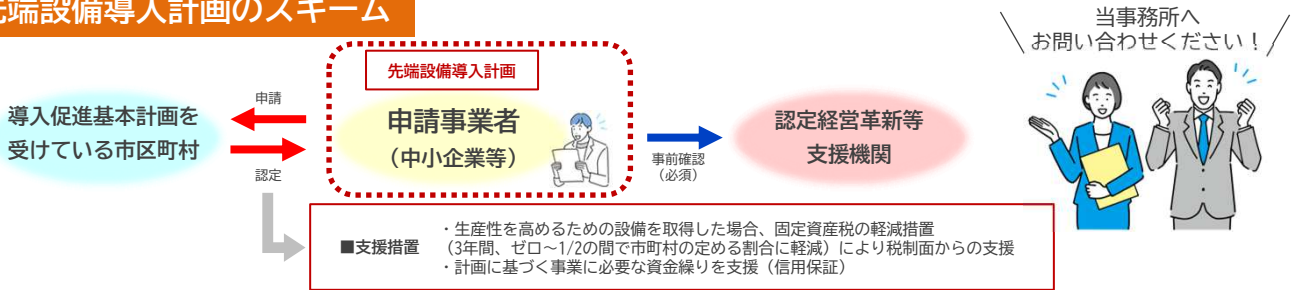 先端設備導入計画のスキーム
当事務所へ
お問い合わせください！
先端設備導入計画
導入促進基本計画を
受けている市区町村
申請
認定
申請事業者
（中小企業等）
事前確認
（必須）
認定経営革新等
支援機関
■支援措置
・生産性を高めるための設備を取得した場合、固定資産税の軽減措置
（3年間、ゼロ～1/2の間で市町村の定める割合に軽減）により税制面からの支援
・計画に基づく事業に必要な資金繰りを支援（信用保証）